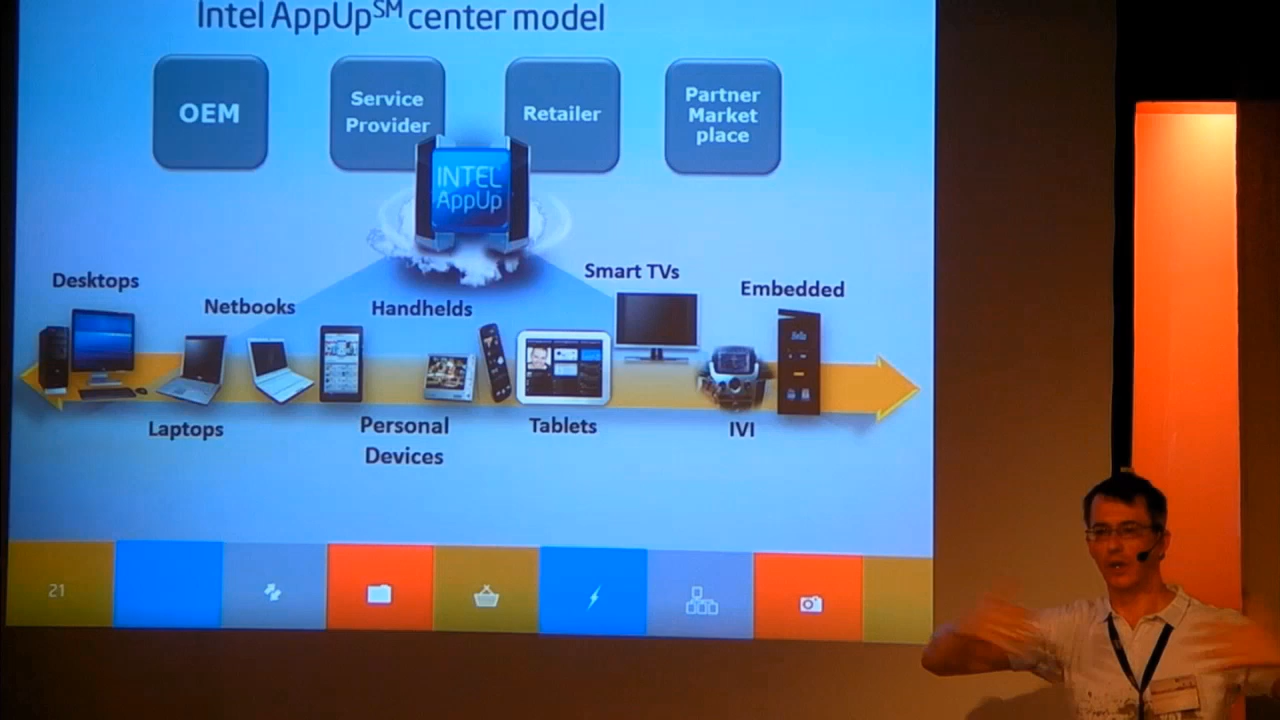 Intel AppUp℠ center model
OEM
Service
Provider
Retailer
Partner
Market
place
INTEL
AppUp
Desktops
Netbooks
Handhelds
Smart TVs
Embedded
Hello
Laptops
Personal
Devices
Tablets
IVI
21